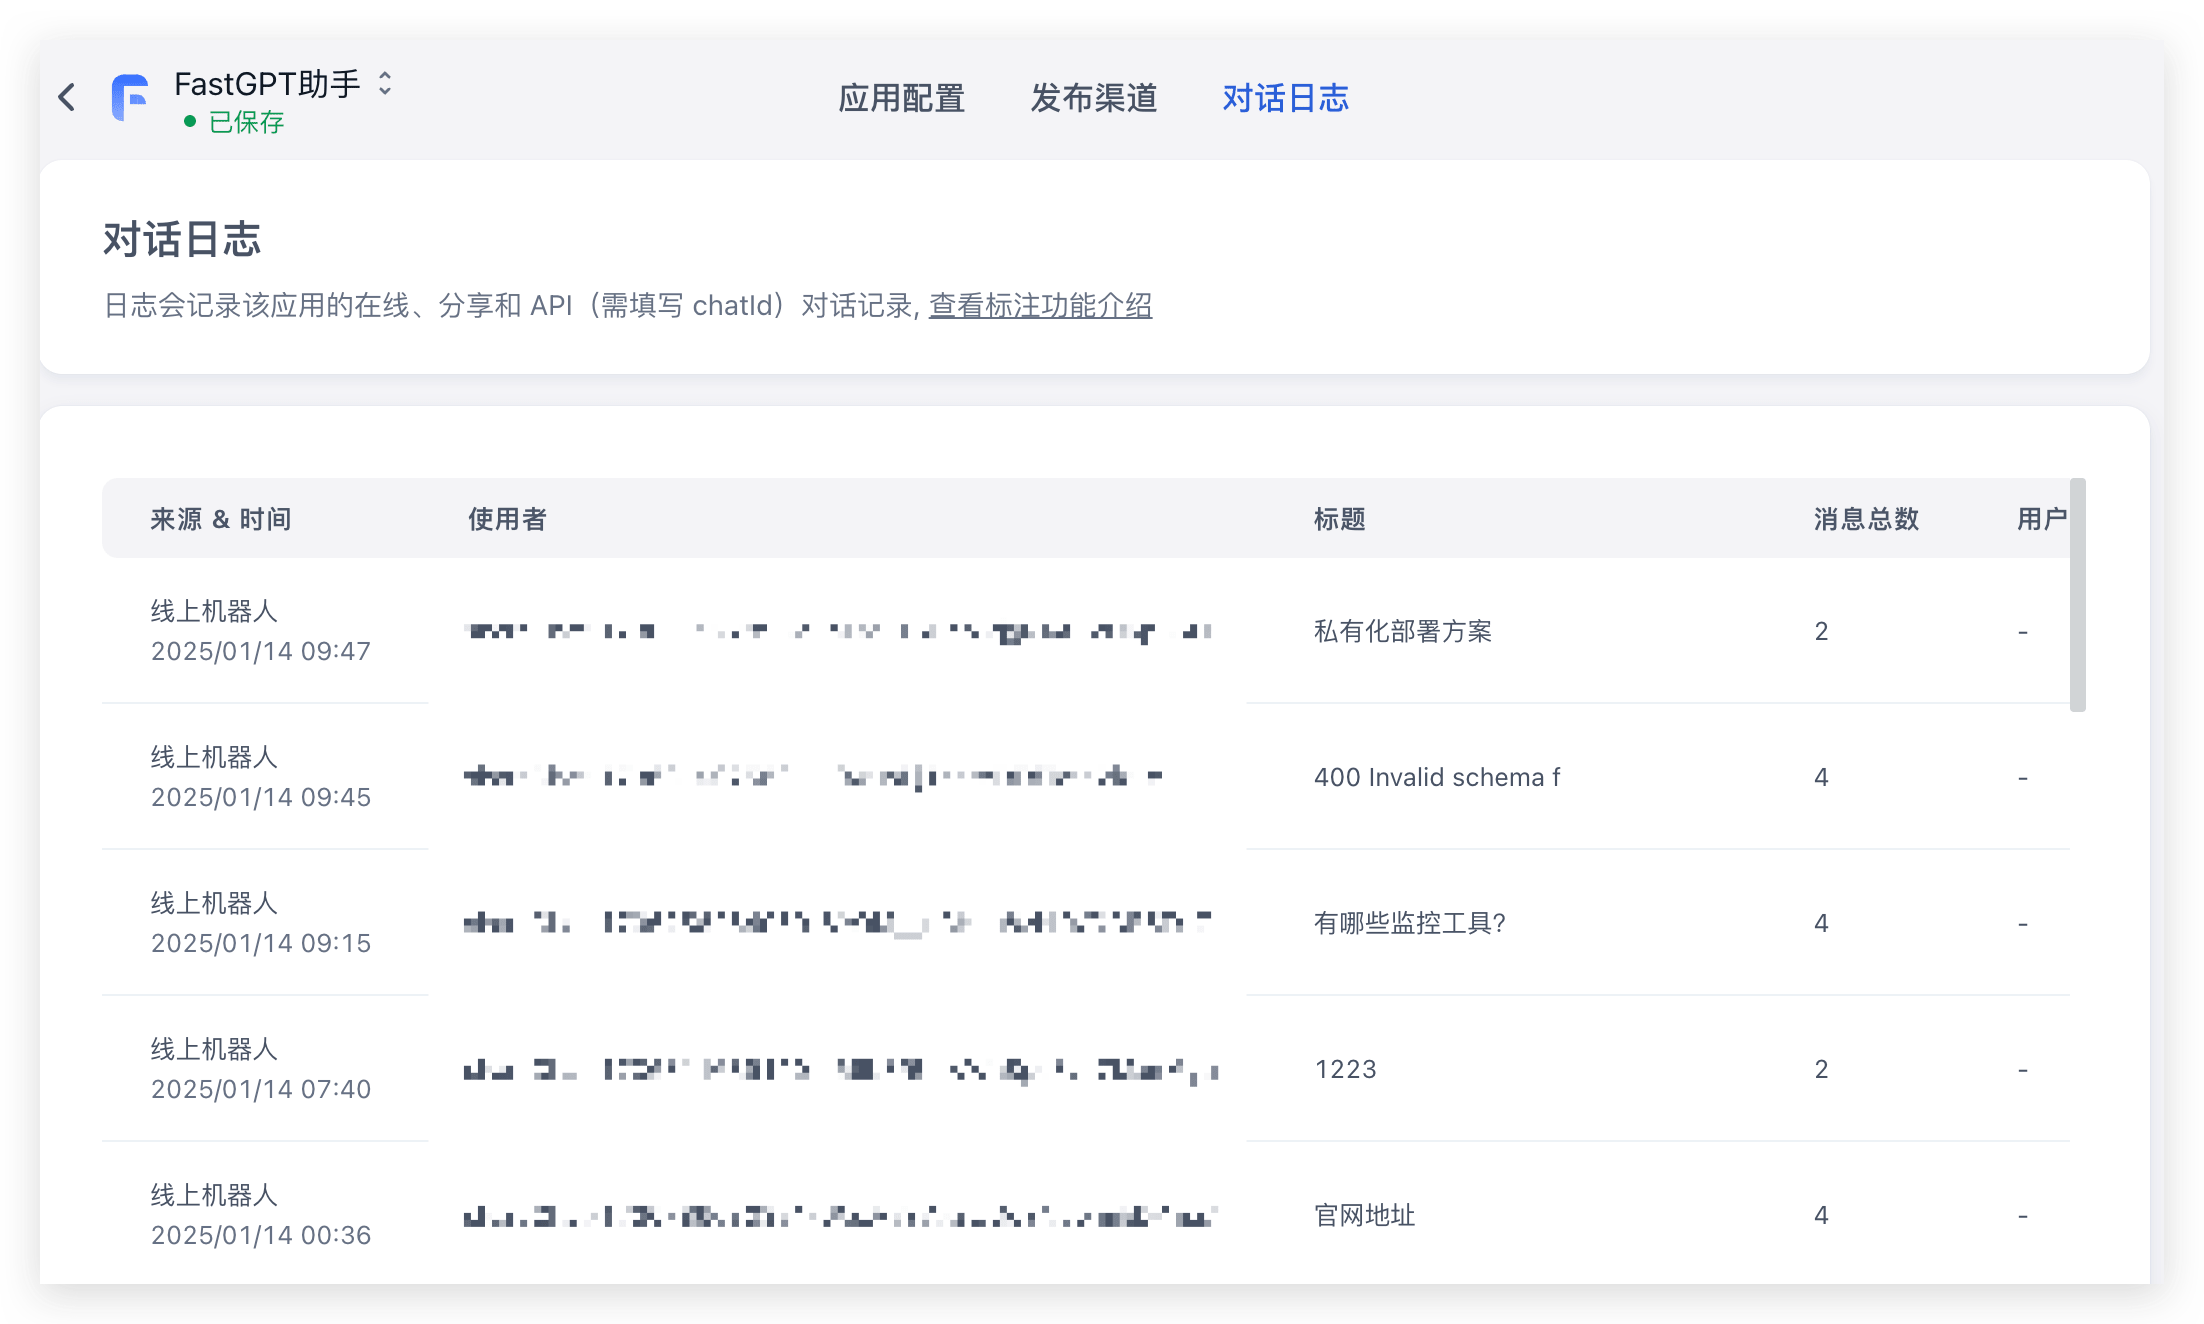 FastGPT助手
已保存
应用配置 发布渠道 对话日志
对话日志
日志会记录该应用的在线、分享和 API（需填写 chatId）对话记录, 查看标注功能介绍
来源 & 时间 使用者 标题 消息总数 用户
线上机器人
2025/01/14 09:47
私有化部署方案 2 -
线上机器人
2025/01/14 09:45
400 Invalid schema f 4 -
线上机器人
2025/01/14 09:15
有哪些监控工具? 4 -
线上机器人
2025/01/14 07:40
1223 2 -
线上机器人
2025/01/14 00:36
官网地址 4 -